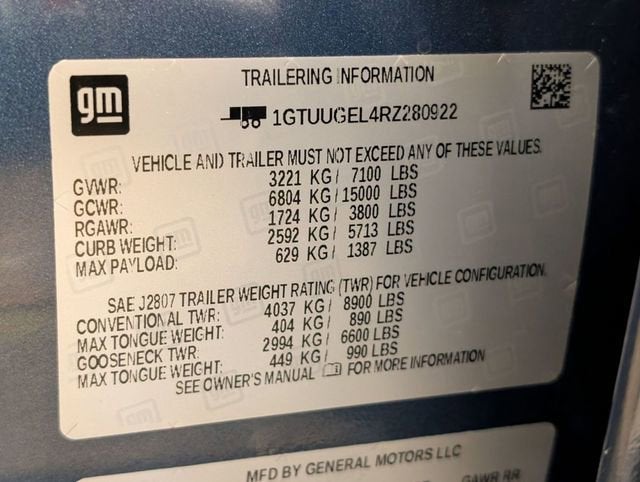 gm
TRAILERING INFORMATION
1GTUUGEL4RZ280922
VEHICLE AND TRAILER MUST NOT EXCEED ANY OF THESE VALUES.
GVWR: 3221 KG/ 7100 LBS
GCWR: 6804 KG/ 15000 LBS
RGAWR: 1724 KG/ 3800 LBS
CURB WEIGHT: 2592 KG/ 5713 LBS
MAX PAYLOAD: 629 KG/ 1387 LBS
SAE J2807 TRAILER WEIGHT RATING (TWR) FOR VEHICLE CONFIGURATION.
CONVENTIONAL TWR: 4037 KG/ 8900 LBS
MAX TONGUE WEIGHT: 404 KG/ 890 LBS
GOOSENECK TWR: 2994 KG/ 6600 LBS
MAX TONGUE WEIGHT: 449 KG/ 990 LBS
SEE OWNER'S MANUAL FOR MORE INFORMATION
MFD BY GENERAL MOTORS LLC
GAWR RR